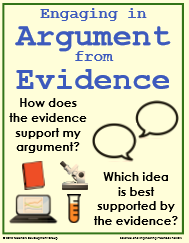 Engaging in
Argument
from
Evidence
How does
the evidence
support my
argument?
Which idea
is best
supported by
the evidence?